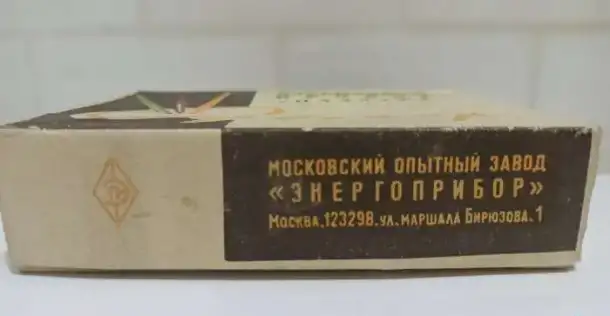 МОСКОВСКИЙ ОПЫТНЫЙ ЗАВОД
«ЭНЕРГОПРИБОР»
МОСКВА.123298.УЛ.МАРШАЛА БИРЮЗОВА.1